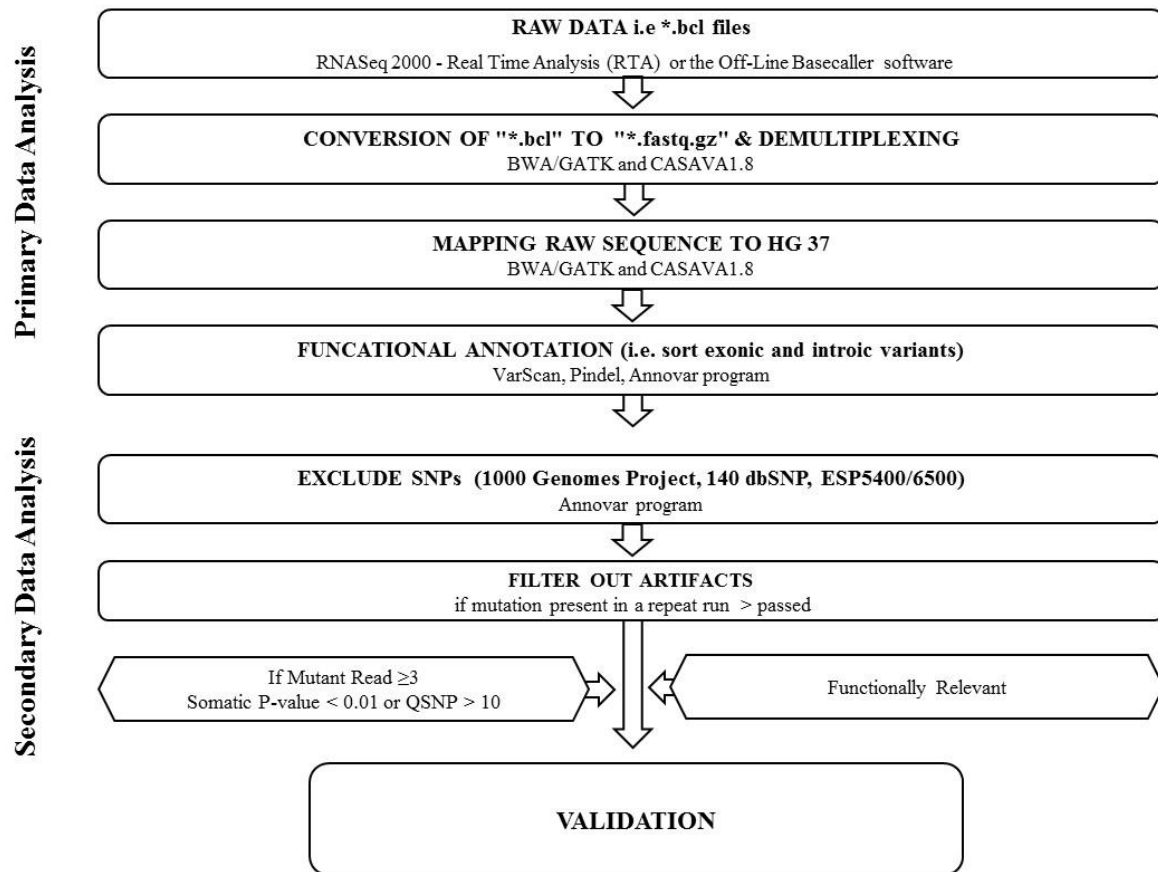 Primary Data Analysis
RAW DATA i.e *.bcl files
RNASeq 2000 - Real Time Analysis (RTA) or the Off-Line Basecaller software
CONVERSION OF "*.bcl" TO "*.fastq.gz" & DEMULTIPLEXING
BWA/GATK and CASAVA1.8
MAPPING RAW SEQUENCE TO HG 37
BWA/GATK and CASAVA1.8
FUNCATIONAL ANNOTATION (i.e. sort exonic and introic variants)
VarScan, Pindel, Annovar program
Secondary Data Analysis
EXCLUDE SNPs (1000 Genomes Project, 140 dbSNP, ESP5400/6500)
Annovar program
FILTER OUT ARTIFACTS
if mutation present in a repeat run > passed
If Mutant Read ≥3
Somatic P-value < 0.01 or QSNP > 10
Functionally Relevant
VALIDATION